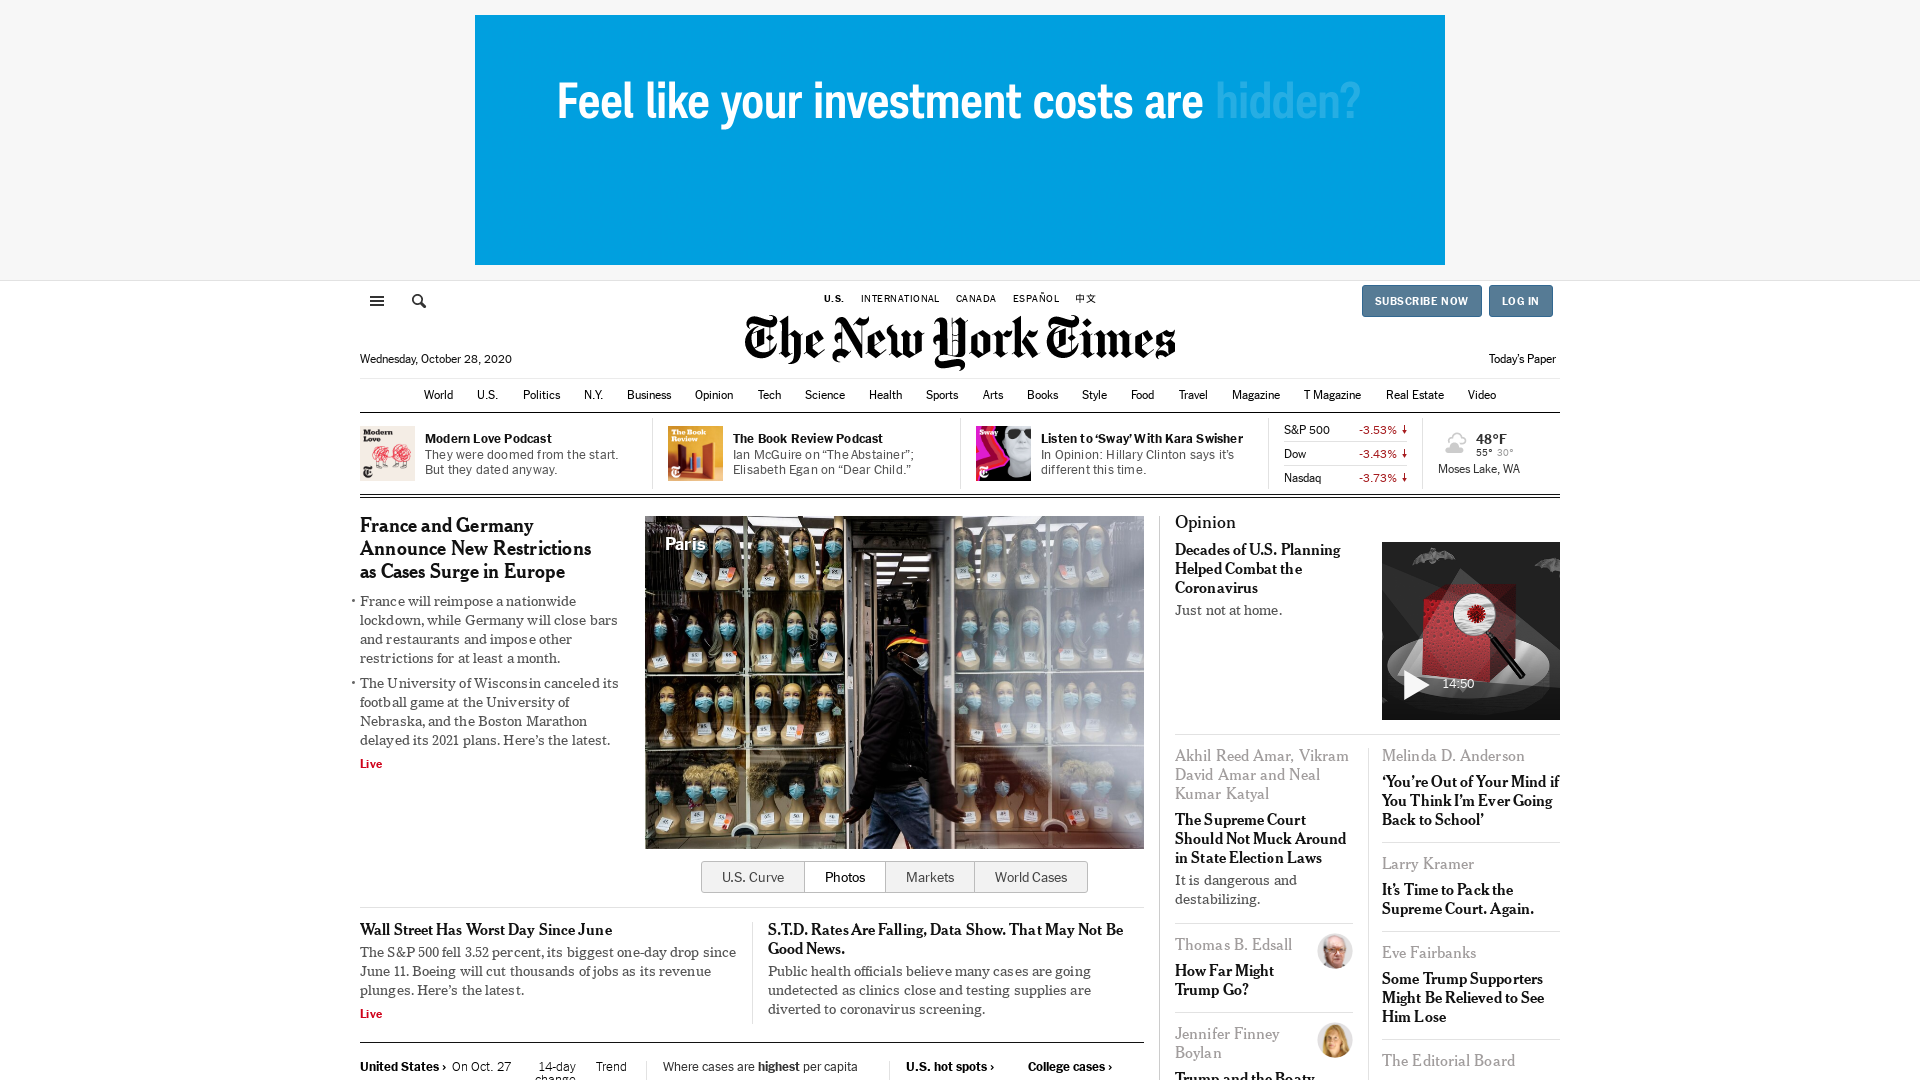 Feel like your investment costs are hidden?
U.S.
INTERNATIONAL
CANADA
ESPAÑOL
中文
SUBSCRIBE NOW
LOG IN
The New York Times
Wednesday, October 28, 2020
Today's Paper
World
U.S.
Politics
N.Y.
Business
Opinion
Tech
Science
Health
Sports
Arts
Books
Style
Food
Travel
Magazine
T Magazine
Real Estate
Video
Modern
Love
Modern Love Podcast
They were doomed from the start.
But they dated anyway.
The Book
Review
The Book Review Podcast
Ian McGuire on “The Abstainer”;
Elisabeth Egan on “Dear Child.”
Sway
Listen to ‘Sway’ With Kara Swisher
In Opinion: Hillary Clinton says it’s
different this time.
S&P 500 -3.53%
Dow -3.43%
Nasdaq -3.73%
48°F
55° 30°
Moses Lake, WA
France and Germany
Announce New Restrictions
as Cases Surge in Europe
• France will reimpose a nationwide
lockdown, while Germany will close bars
and restaurants and impose other
restrictions for at least a month.
• The University of Wisconsin canceled its
football game at the University of
Nebraska, and the Boston Marathon
delayed its 2021 plans. Here’s the latest.
Live
Paris
U.S. Curve
Photos
Markets
World Cases
Wall Street Has Worst Day Since June
The S&P 500 fell 3.52 percent, its biggest one-day drop since
June 11. Boeing will cut thousands of jobs as its revenue
plunges. Here’s the latest.
Live
S.T.D. Rates Are Falling, Data Show. That May Not Be
Good News.
Public health officials believe many cases are going
undetected as clinics close and testing supplies are
diverted to coronavirus screening.
United States ›
On Oct. 27
14-day
change
Trend
Where cases are highest per capita
U.S. hot spots ›
College cases ›
Opinion
Decades of U.S. Planning
Helped Combat the
Coronavirus
Just not at home.
14:50
Akhil Reed Amar, Vikram
David Amar and Neal
Kumar Katyal
The Supreme Court
Should Not Muck Around
in State Election Laws
It is dangerous and
destabilizing.
Thomas B. Edsall
How Far Might
Trump Go?
Jennifer Finney
Boylan
Trump and the Boaty
Melinda D. Anderson
‘You’re Out of Your Mind if
You Think I’m Ever Going
Back to School’
Larry Kramer
It’s Time to Pack the
Supreme Court. Again.
Eve Fairbanks
Some Trump Supporters
Might Be Relieved to See
Him Lose
The Editorial Board